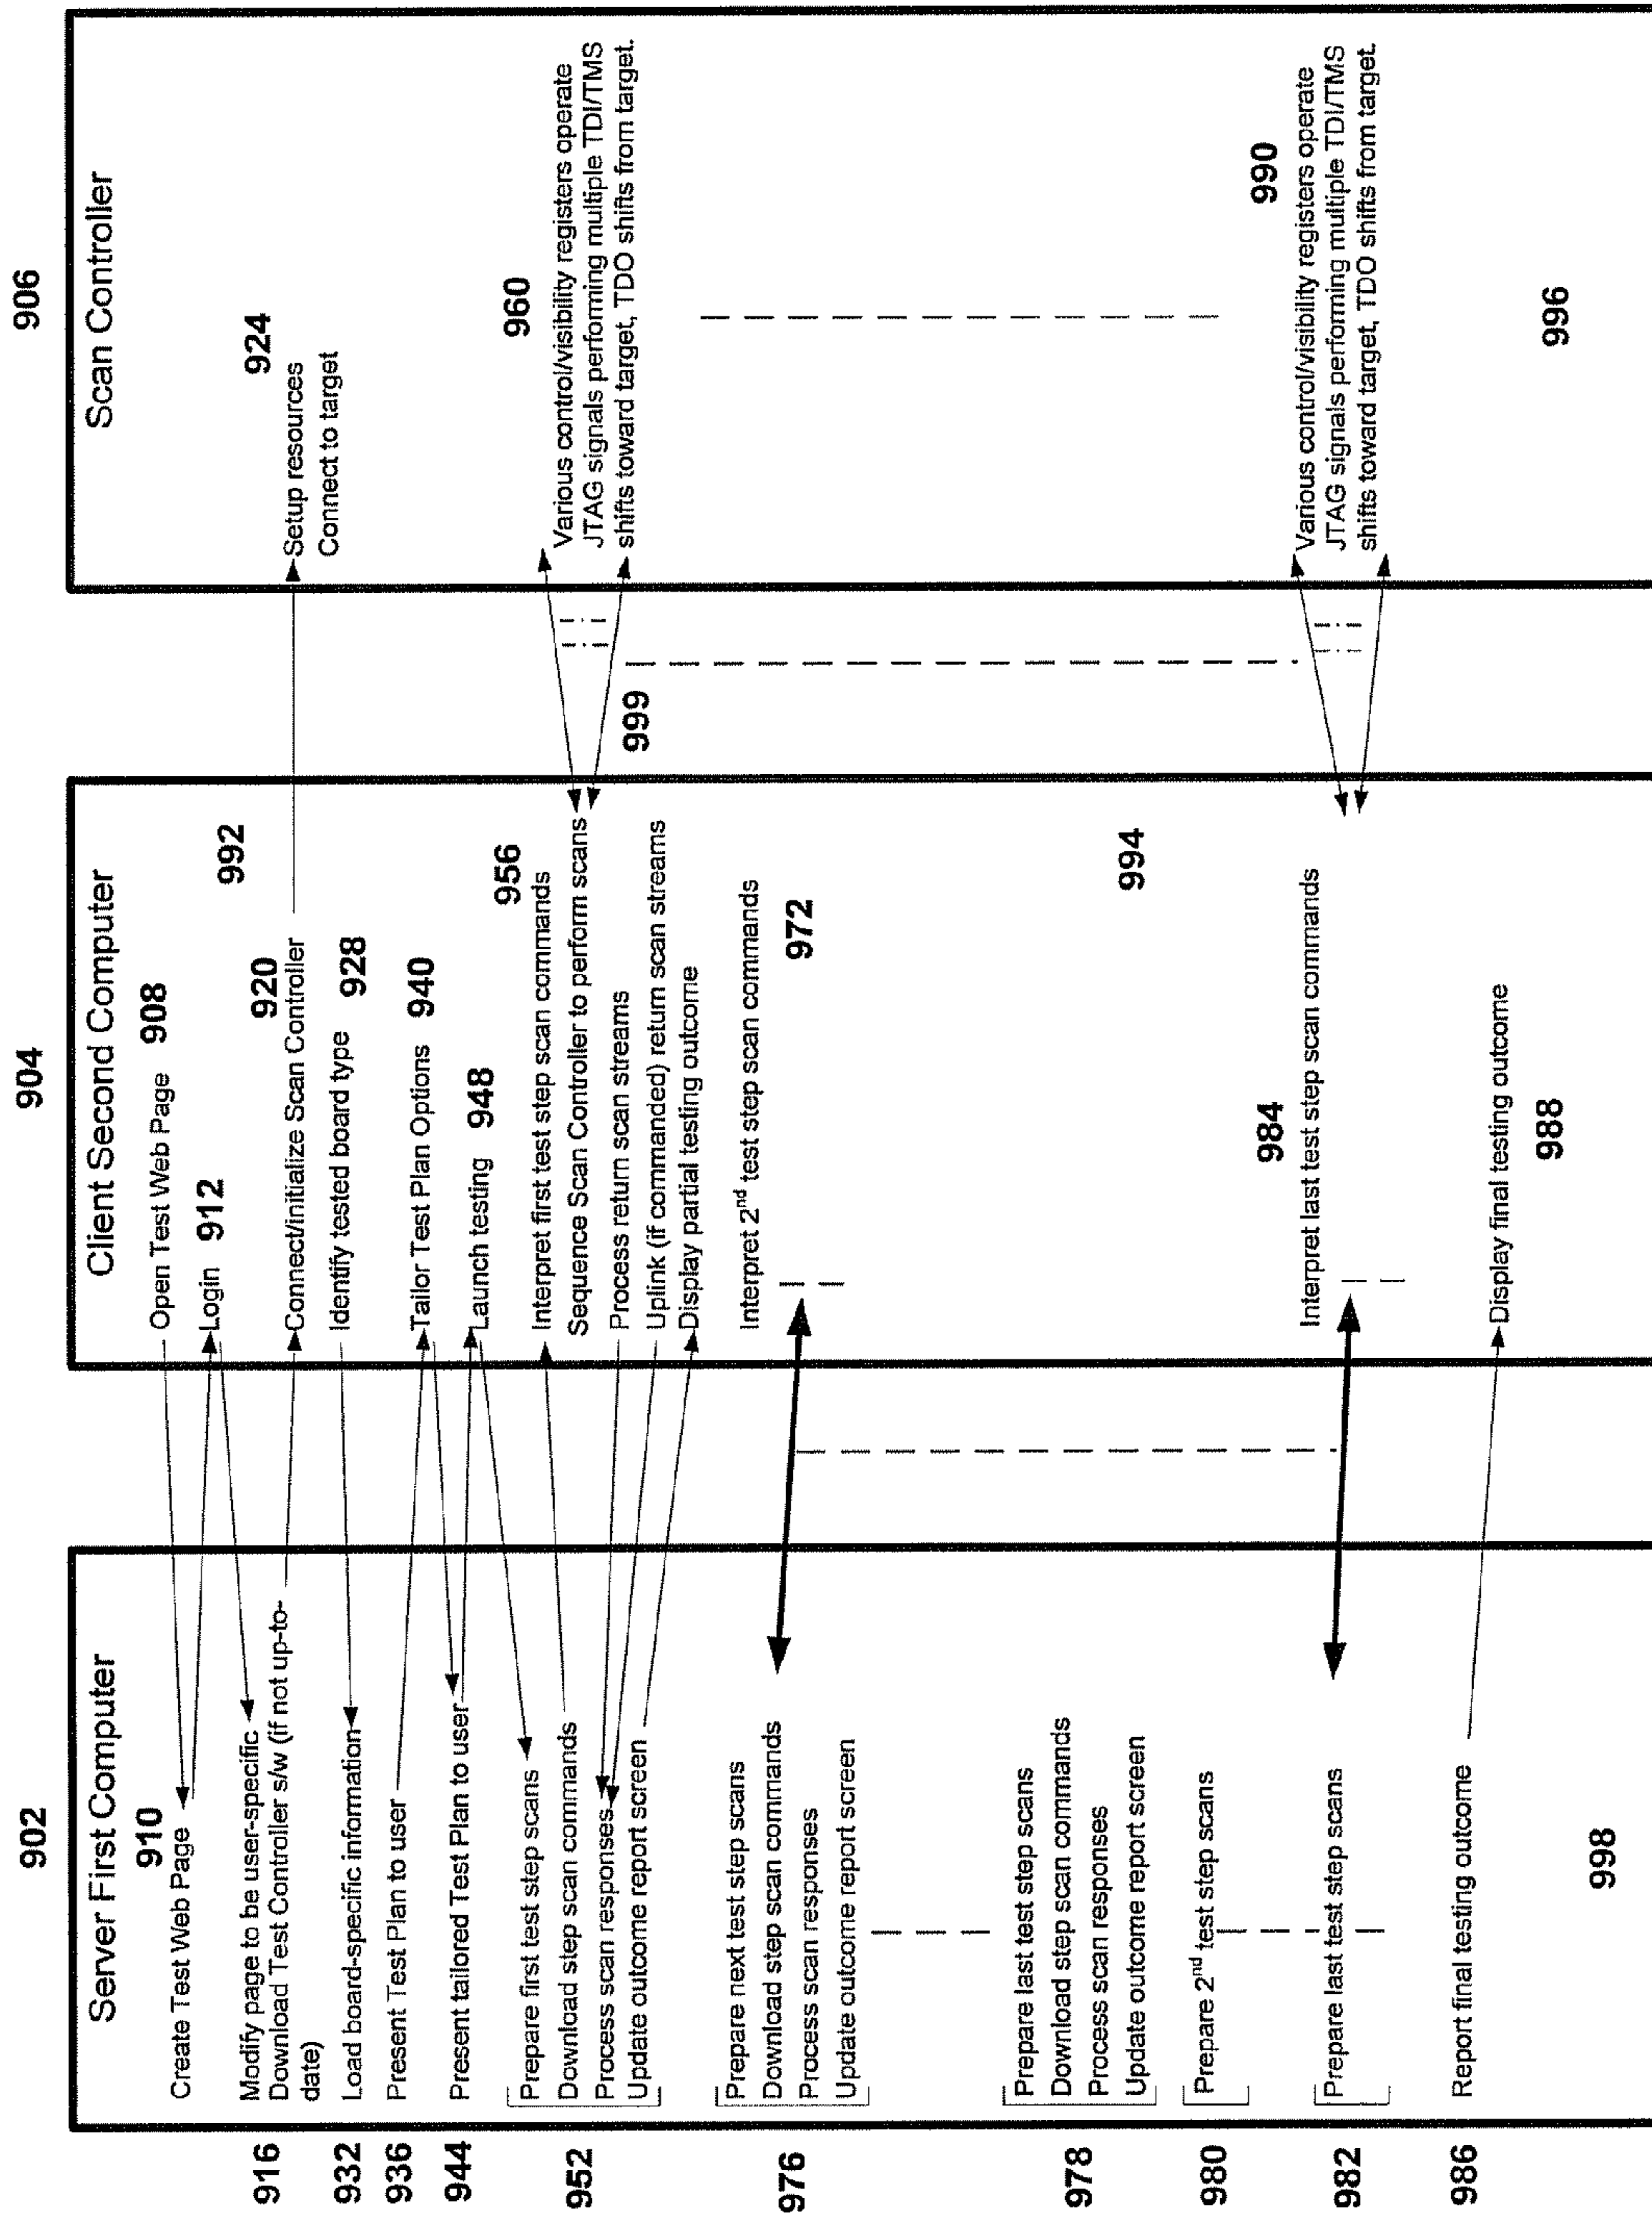 902
Server First Computer
910
Create Test Web Page
916
Modify page to be user-specific
Download Test Controller s/w (if not up-to-
date)
932
Load board-specific information
936
Present Test Plan to user
944
Present tailored Test Plan to user
952
Prepare first test step scans
Download step scan commands
Process scan responses
Update outcome report screen
976
Prepare next test step scans
Download step scan commands
Process scan responses
Update outcome report screen
978
Prepare last test step scans
Download step scan commands
Process scan responses
Update outcome report screen
980
Prepare 2nd test step scans
982
Prepare last test step scans
986
Report final testing outcome
998
904
Client Second Computer
Open Test Web Page 908
Login 912
992
920
Connect/initialize Scan Controller
Identify tested board type 928
Tailor Test Plan Options 940
Launch testing 948
956
Interpret first test step scan commands
Sequence Scan Controller to perform scans
Process return scan streams
Uplink (if commanded) return scan streams
Display partial testing outcome
Interpret 2nd test step scan commands
972
994
984
Interpret last test step scan commands
Display final testing outcome
988
999
906
Scan Controller
924
Setup resources
Connect to target
960
Various control/visibility registers operate
JTAG signals performing multiple TDI/TMS
shifts toward target, TDO shifts from target.
990
Various control/visibility registers operate
JTAG signals performing multiple TDI/TMS
shifts toward target, TDO shifts from target.
996